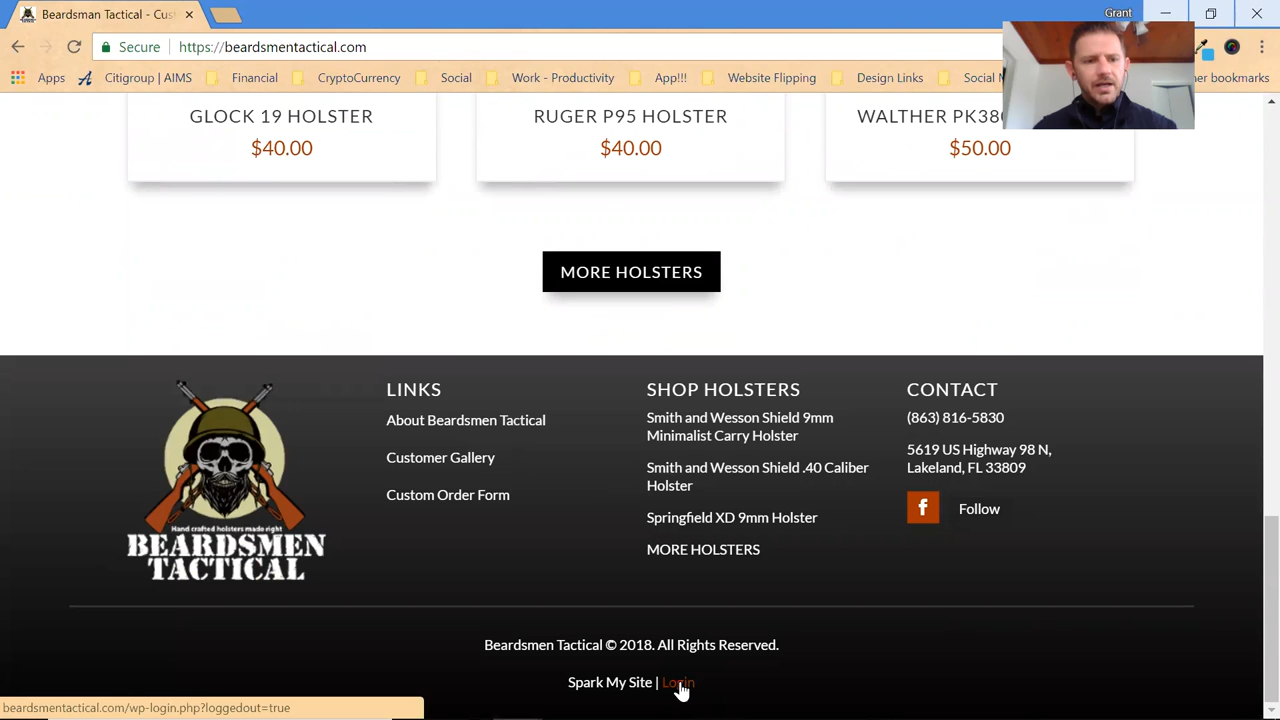 Beardsman Tactical - Cus
Grant
Secure
https://beardsmentactical.com
Apps
Citigroup | AIMS
Financial
CryptoCurrency
Social
Work - Productivity
App!!!
Website Flipping
Design Links
Social M
her bookmarks
GLOCK 19 HOLSTER
RUGER P95 HOLSTER
WALTHER PK380
$40.00
$40.00
$50.00
MORE HOLSTERS
LINKS
About Beardsmen Tactical
Customer Gallery
Custom Order Form
SHOP HOLSTERS
Smith and Wesson Shield 9mm
Minimalist Carry Holster
Smith and Wesson Shield .40 Caliber
Holster
Springfield XD 9mm Holster
MORE HOLSTERS
CONTACT
(863) 816-5830
5619 US Highway 98 N,
Lakeland, FL 33809
f Follow
Hand crafted holsters made right
BEARDSMEN
TACTICAL
Beardsmen Tactical © 2018. All Rights Reserved.
Spark My Site | Login
beardsmentactical.com/wp-login.php?loggedout=true